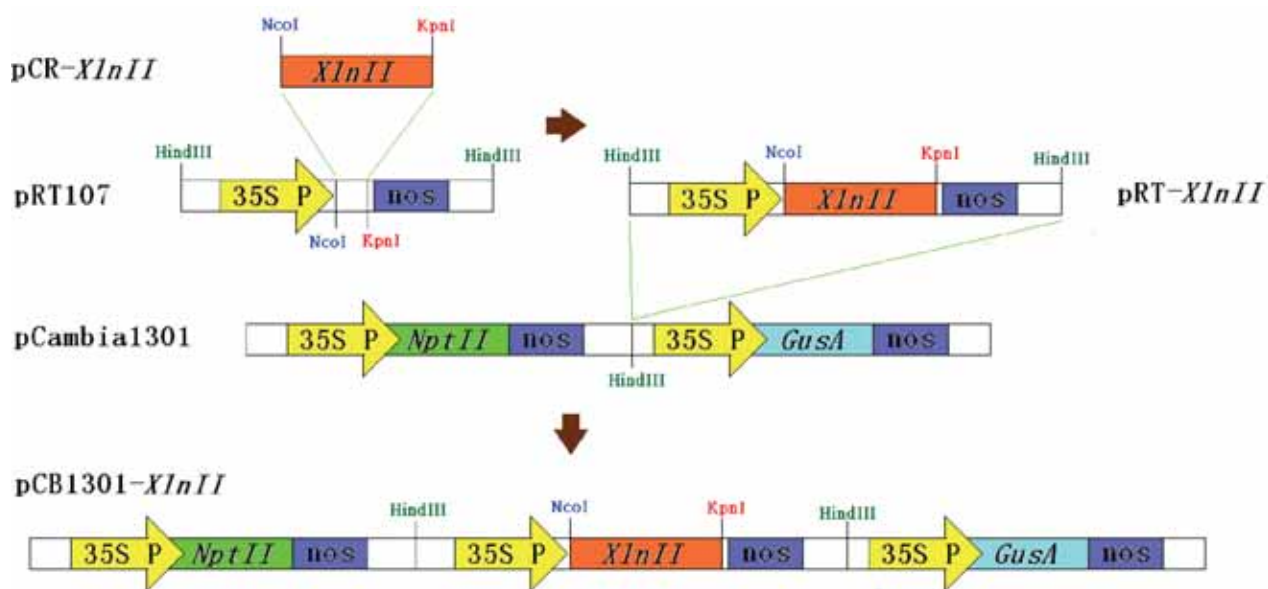 NcoI KpnI
pCR-XlnII XlnII
HindIII HindIII HindIII NcoI KpnI HindIII
pRT107 35S P nos 35S P XlnII nos pRT-XlnII
NcoI KpnI
pCambia1301 35S P NptII nos 35S P GusA nos
HindIII
pCB1301-XlnII
HindIII NcoI KpnI HindIII
35S P NptII nos 35S P XlnII nos 35S P GusA nos